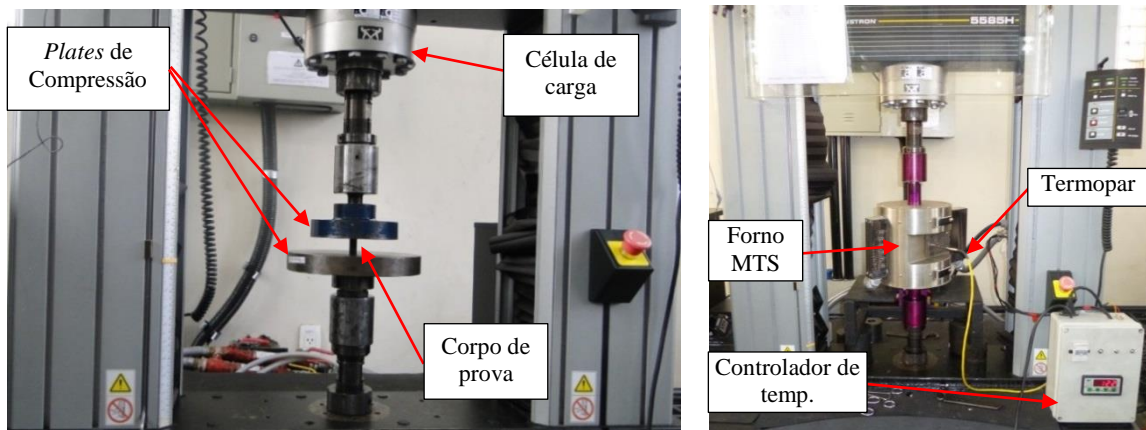 Plates de
Compressão
Célula de
carga
Corpo de
prova
5585H
Termopar
Forno
MTS
Controlador de
temp.